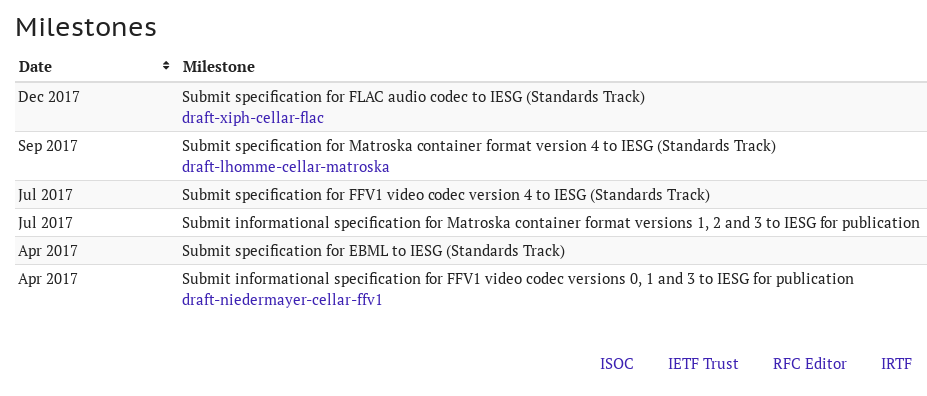 Milestones
Date Milestone
Dec 2017 Submit specification for FLAC audio codec to IESG (Standards Track)
draft-xiph-cellar-flac
Sep 2017 Submit specification for Matroska container format version 4 to IESG (Standards Track)
draft-lhomme-cellar-matroska
Jul 2017 Submit specification for FFV1 video codec version 4 to IESG (Standards Track)
Jul 2017 Submit informational specification for Matroska container format versions 1, 2 and 3 to IESG for publication
Apr 2017 Submit specification for EBML to IESG (Standards Track)
Apr 2017 Submit informational specification for FFV1 video codec versions 0, 1 and 3 to IESG for publication
draft-niedermayer-cellar-ffv1
ISOC IETF Trust RFC Editor IRTF